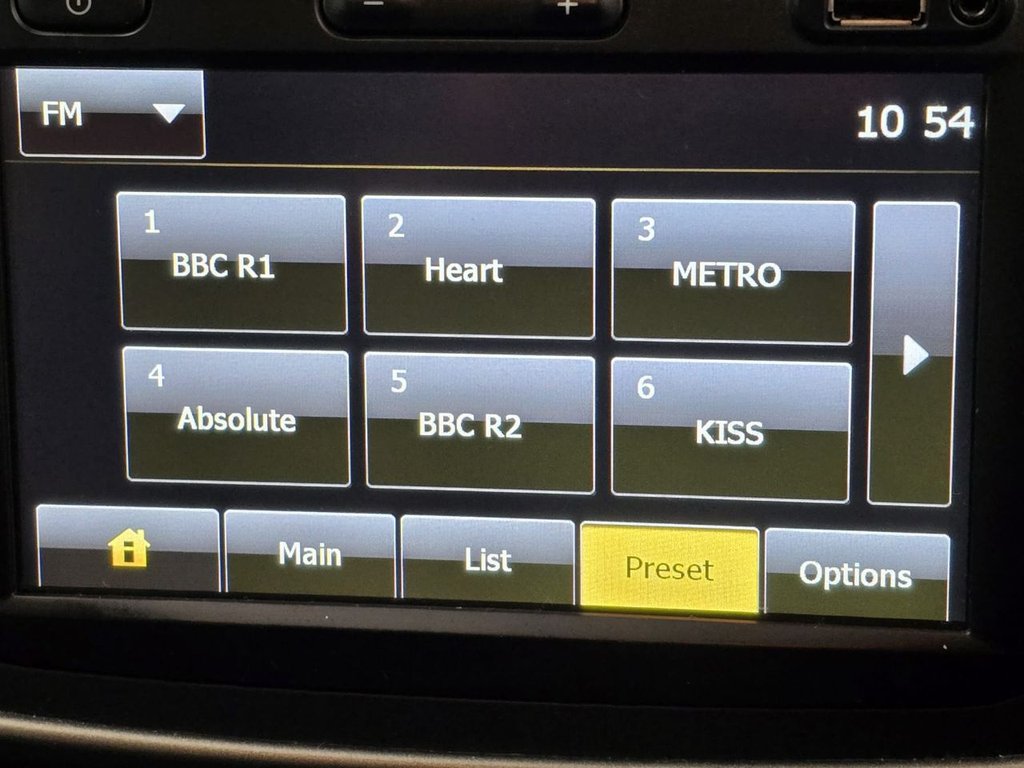 FM
10 54
1
BBC R1
2
Heart
3
METRO
4
Absolute
5
BBC R2
6
KISS
Main
List
Preset
Options